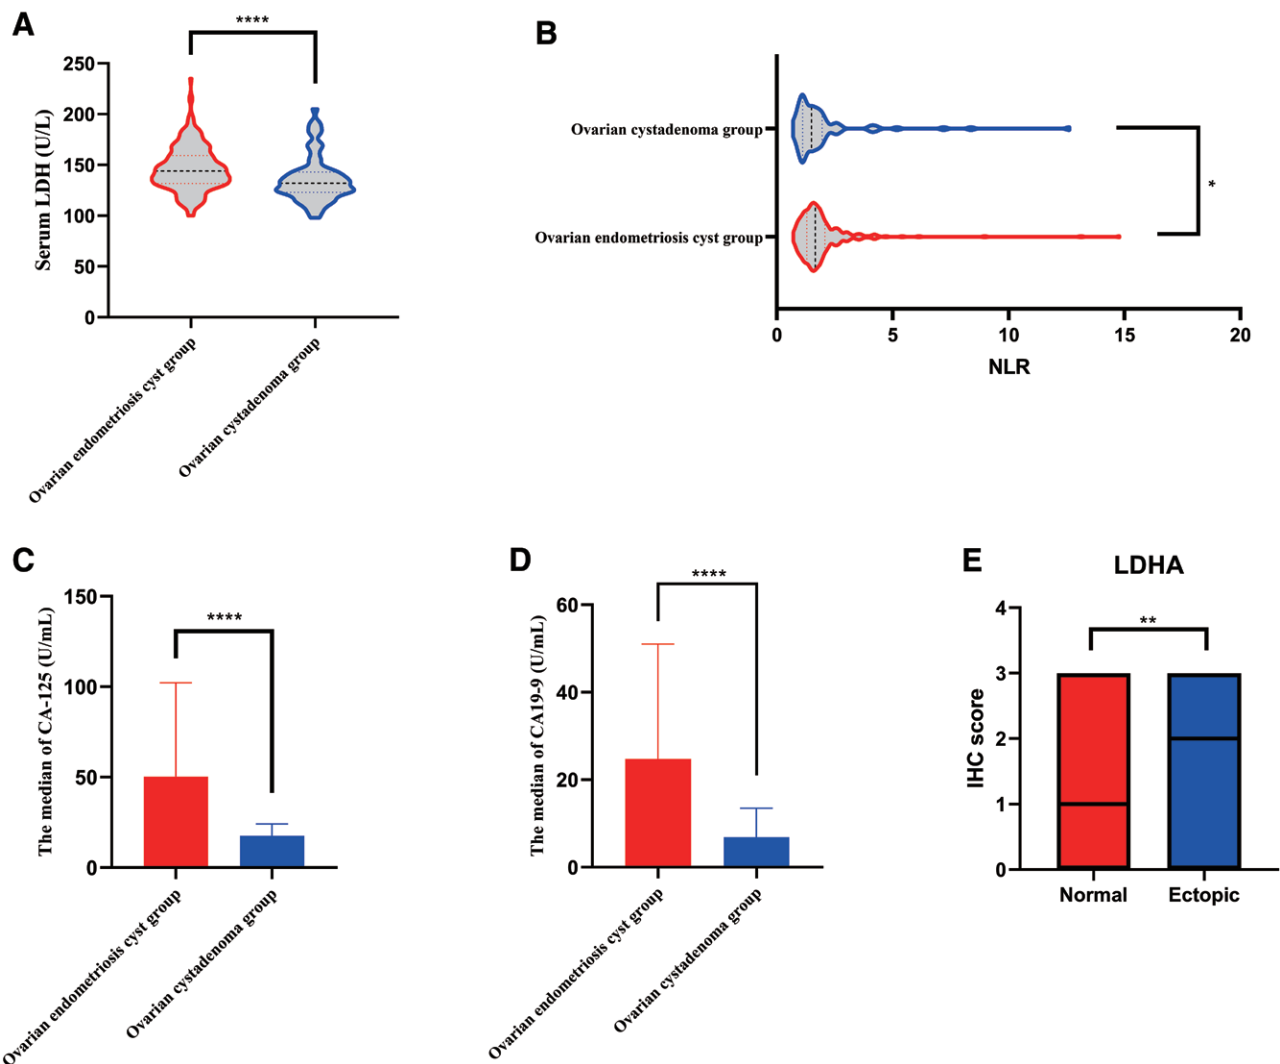 A
****
Serum LDH (U/L)
250
200
150
100
50
0
Ovarian endometriosis cyst group
Ovarian cystadenoma group
B
Ovarian cystadenoma group
Ovarian endometriosis cyst group
*
0
5
10
15
20
NLR
C
****
The median of CA-125 (U/mL)
150
100
50
0
Ovarian endometriosis cyst group
Ovarian cystadenoma group
D
****
The median of CA19-9 (U/mL)
60
40
20
0
Ovarian endometriosis cyst group
Ovarian cystadenoma group
E
LDHA
**
IHC score
4
3
2
1
0
Normal
Ectopic